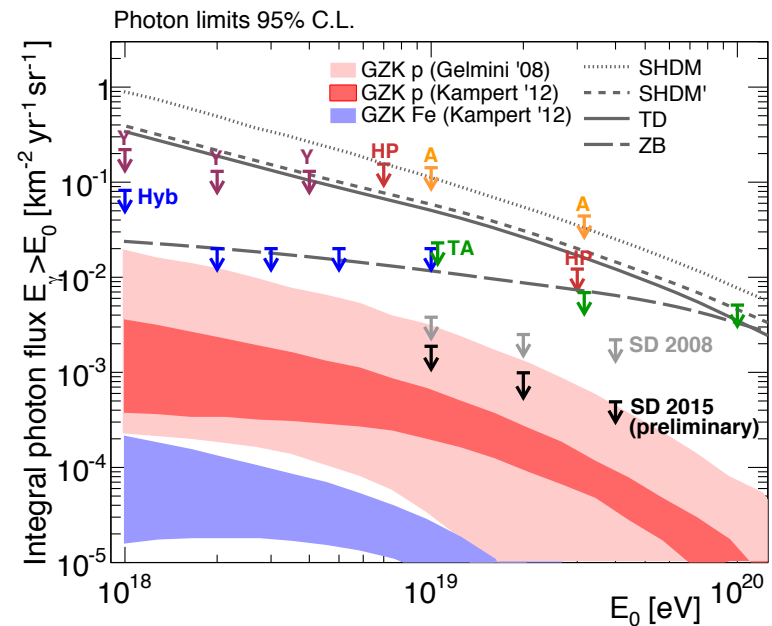 Photon limits 95% C.L.
Integral photon flux E_γ >E_0 [km^-2 yr^-1 sr^-1]
1
10^-1
10^-2
10^-3
10^-4
10^-5
GZK p (Gelmini '08)
GZK p (Kampert '12)
GZK Fe (Kampert '12)
SHDM
SHDM'
TD
ZB
Y
Y
Y
HP
A
A
Hyb
TA
HP
SD 2008
SD 2015
(preliminary)
10^18
10^19
10^20
E_0 [eV]